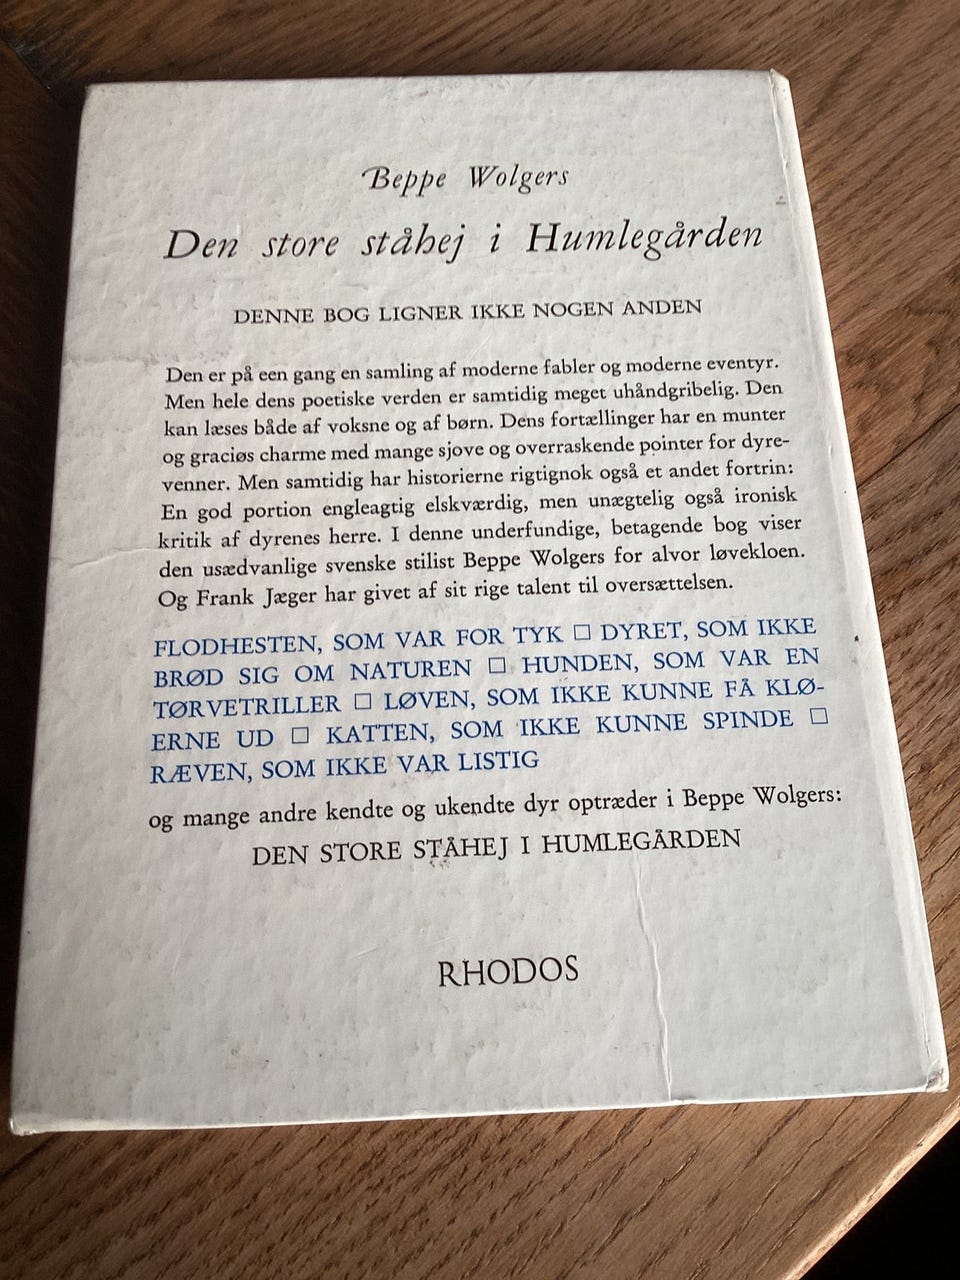 Beppe Wolgers
Den store ståhej i Humlegården
DENNE BOG LIGNER IKKE NOGEN ANDEN
Den er på een gang en samling af moderne fabler og moderne eventyr.
Men hele dens poetiske verden er samtidig meget uhåndgribelig. Den
kan læses både af voksne og af børn. Dens fortællinger har en munter
og graciøs charme med mange sjove og overraskende pointer for dyre-
venner. Men samtidig har historierne rigtignok også et andet fortrin:
En god portion engleagtig elskværdig, men unægtelig også ironisk
kritik af dyrenes herre. I denne underfundige, betagende bog viser
den usædvanlige svenske stilist Beppe Wolgers for alvor løvekloen.
Og Frank Jæger har givet af sit rige talent til oversættelsen.
FLODHESTEN, SOM VAR FOR TYK □ DYRET, SOM IKKE
BRØD SIG OM NATUREN □ HUNDEN, SOM VAR EN
TØRVETRILLER □ LØVEN, SOM IKKE KUNNE FÅ KLØ-
ERNE UD □ KATTEN, SOM IKKE KUNNE SPINDE □
RÆVEN, SOM IKKE VAR LISTIG
og mange andre kendte og ukendte dyr optræder i Beppe Wolgers:
DEN STORE STÅHEJ I HUMLEGÅRDEN
RHODOS